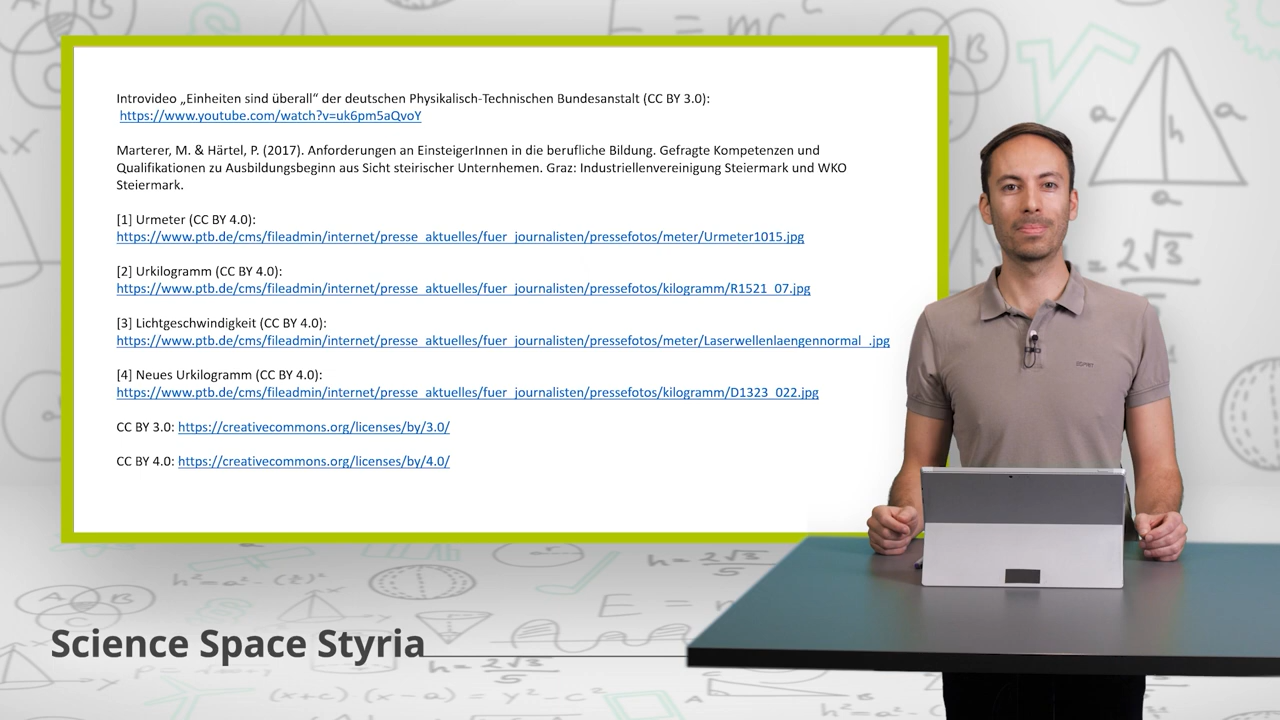 Introvideo „Einheiten sind überall“ der deutschen Physikalisch-Technischen Bundesanstalt (CC BY 3.0):
https://www.youtube.com/watch?v=uk6pm5aQvoY
Marterer, M. & Härtel, P. (2017). Anforderungen an EinsteigerInnen in die berufliche Bildung. Gefragte Kompetenzen und
Qualifikationen zu Ausbildungsbeginn aus Sicht steirischer Unternhemen. Graz: Industriellenvereinigung Steiermark und WKO
Steiermark.
[1] Urmeter (CC BY 4.0):
https://www.ptb.de/cms/fileadmin/internet/presse_aktuelles/fuer_journalisten/pressefotos/meter/Urmeter1015.jpg
[2] Urkilogramm (CC BY 4.0):
https://www.ptb.de/cms/fileadmin/internet/presse_aktuelles/fuer_journalisten/pressefotos/kilogramm/R1521_07.jpg
[3] Lichtgeschwindigkeit (CC BY 4.0):
https://www.ptb.de/cms/fileadmin/internet/presse_aktuelles/fuer_journalisten/pressefotos/meter/Laserwellenlaengennormal_.jpg
[4] Neues Urkilogramm (CC BY 4.0):
https://www.ptb.de/cms/fileadmin/internet/presse_aktuelles/fuer_journalisten/pressefotos/kilogramm/D1323_022.jpg
CC BY 3.0: https://creativecommons.org/licenses/by/3.0/
CC BY 4.0: https://creativecommons.org/licenses/by/4.0/
Science Space Styria